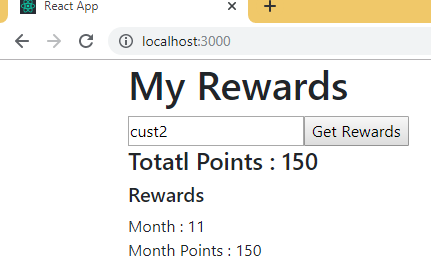 React App
localhost:3000
My Rewards
cust2 Get Rewards
Totatl Points : 150
Rewards
Month : 11
Month Points : 150